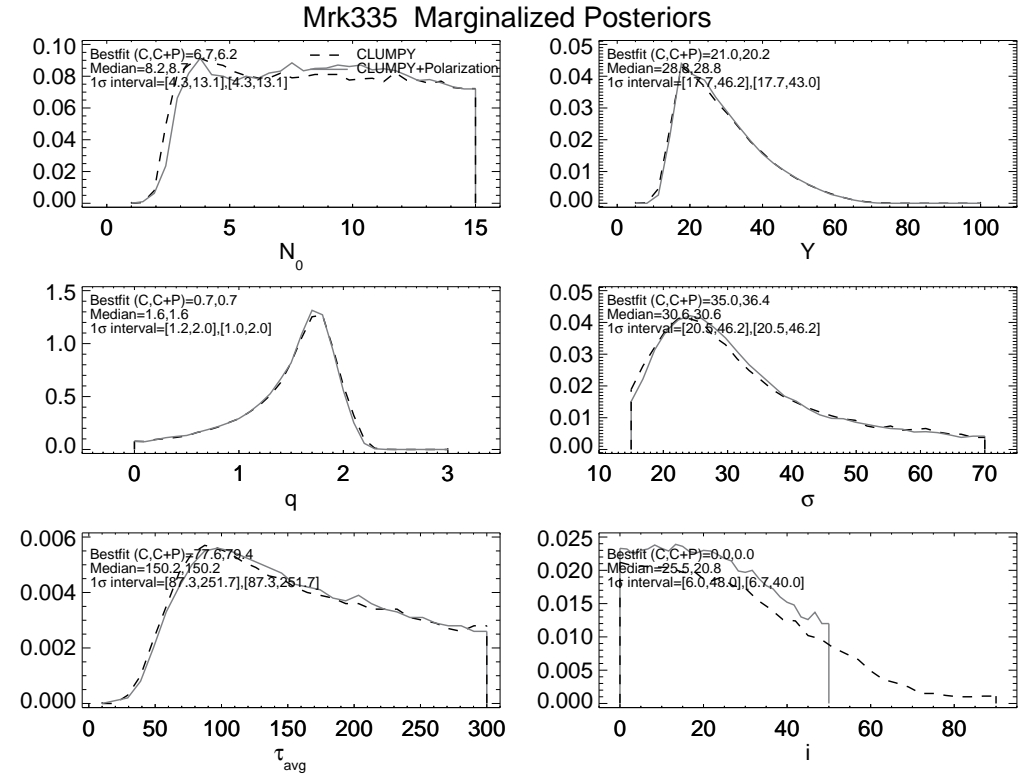 Mrk335 Marginalized Posteriors
Bestfit (C,C+P)=6.7,6.2
Median=8.2,8.7
1σ interval=[4.3,13.1],[4.3,13.1]
CLUMPY
CLUMPY+Polarization
0.10
0.08
0.06
0.04
0.02
0.00
0 5 10 15
N0
Bestfit (C,C+P)=21.0,20.2
Median=28.8,28.8
1σ interval=[17.7,46.2],[17.7,43.0]
0.05
0.04
0.03
0.02
0.01
0.00
0 20 40 60 80 100
Y
Bestfit (C,C+P)=0.7,0.7
Median=1.6,1.6
1σ interval=[1.2,2.0],[1.0,2.0]
1.5
1.0
0.5
0.0
0 1 2 3
q
Bestfit (C,C+P)=35.0,36.4
Median=30.6,30.6
1σ interval=[20.5,46.2],[20.5,46.2]
0.05
0.04
0.03
0.02
0.01
0.00
10 20 30 40 50 60 70
σ
Bestfit (C,C+P)=77.6,79.4
Median=150.2,150.2
1σ interval=[87.3,251.7],[87.3,251.7]
0.006
0.004
0.002
0.000
0 50 100 150 200 250 300
τavg
Bestfit (C,C+P)=0.0,0.0
Median=25.5,20.8
1σ interval=[6.0,48.0],[6.7,40.0]
0.025
0.020
0.015
0.010
0.005
0.000
0 20 40 60 80
i